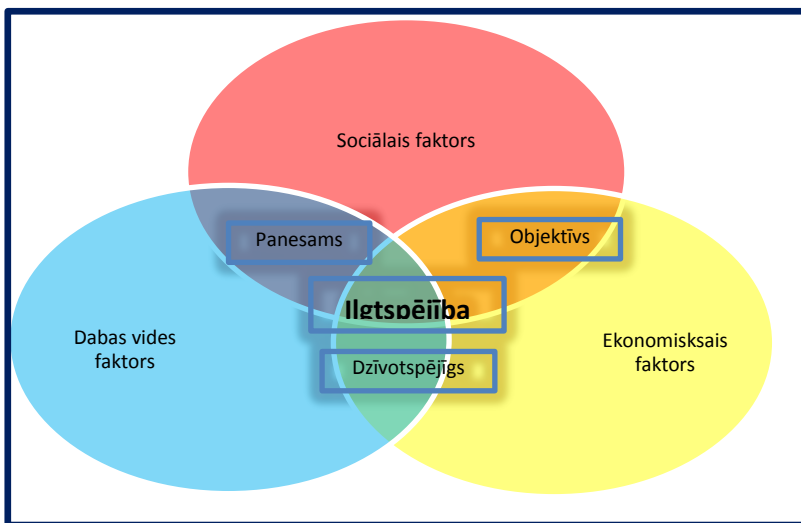 Sociālais faktors
Panesams
Objektīvs
Ilgtspējība
Dabas vides
faktors
Ekonomisksais
faktors
Dzīvotspējīgs